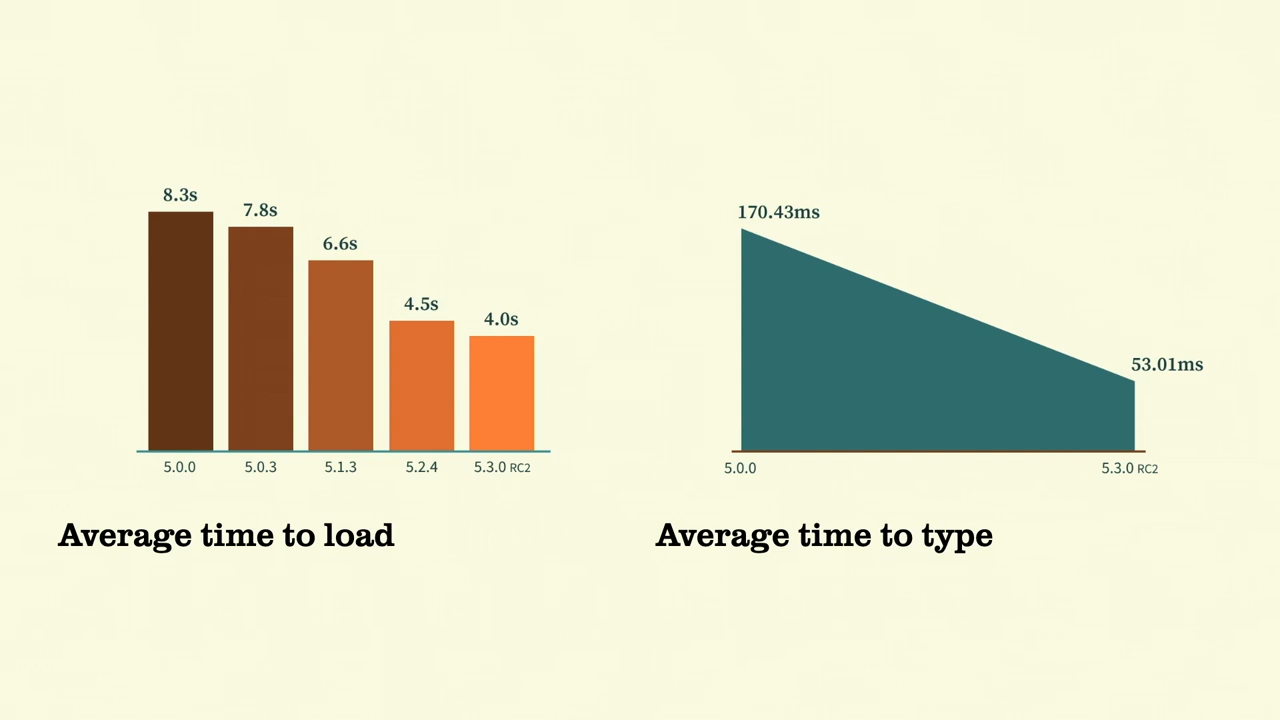 8.3s
7.8s
6.6s
4.5s
4.0s
5.0.0 5.0.3 5.1.3 5.2.4 5.3.0 RC2
Average time to load
170.43ms
53.01ms
5.0.0 5.3.0 RC2
Average time to type